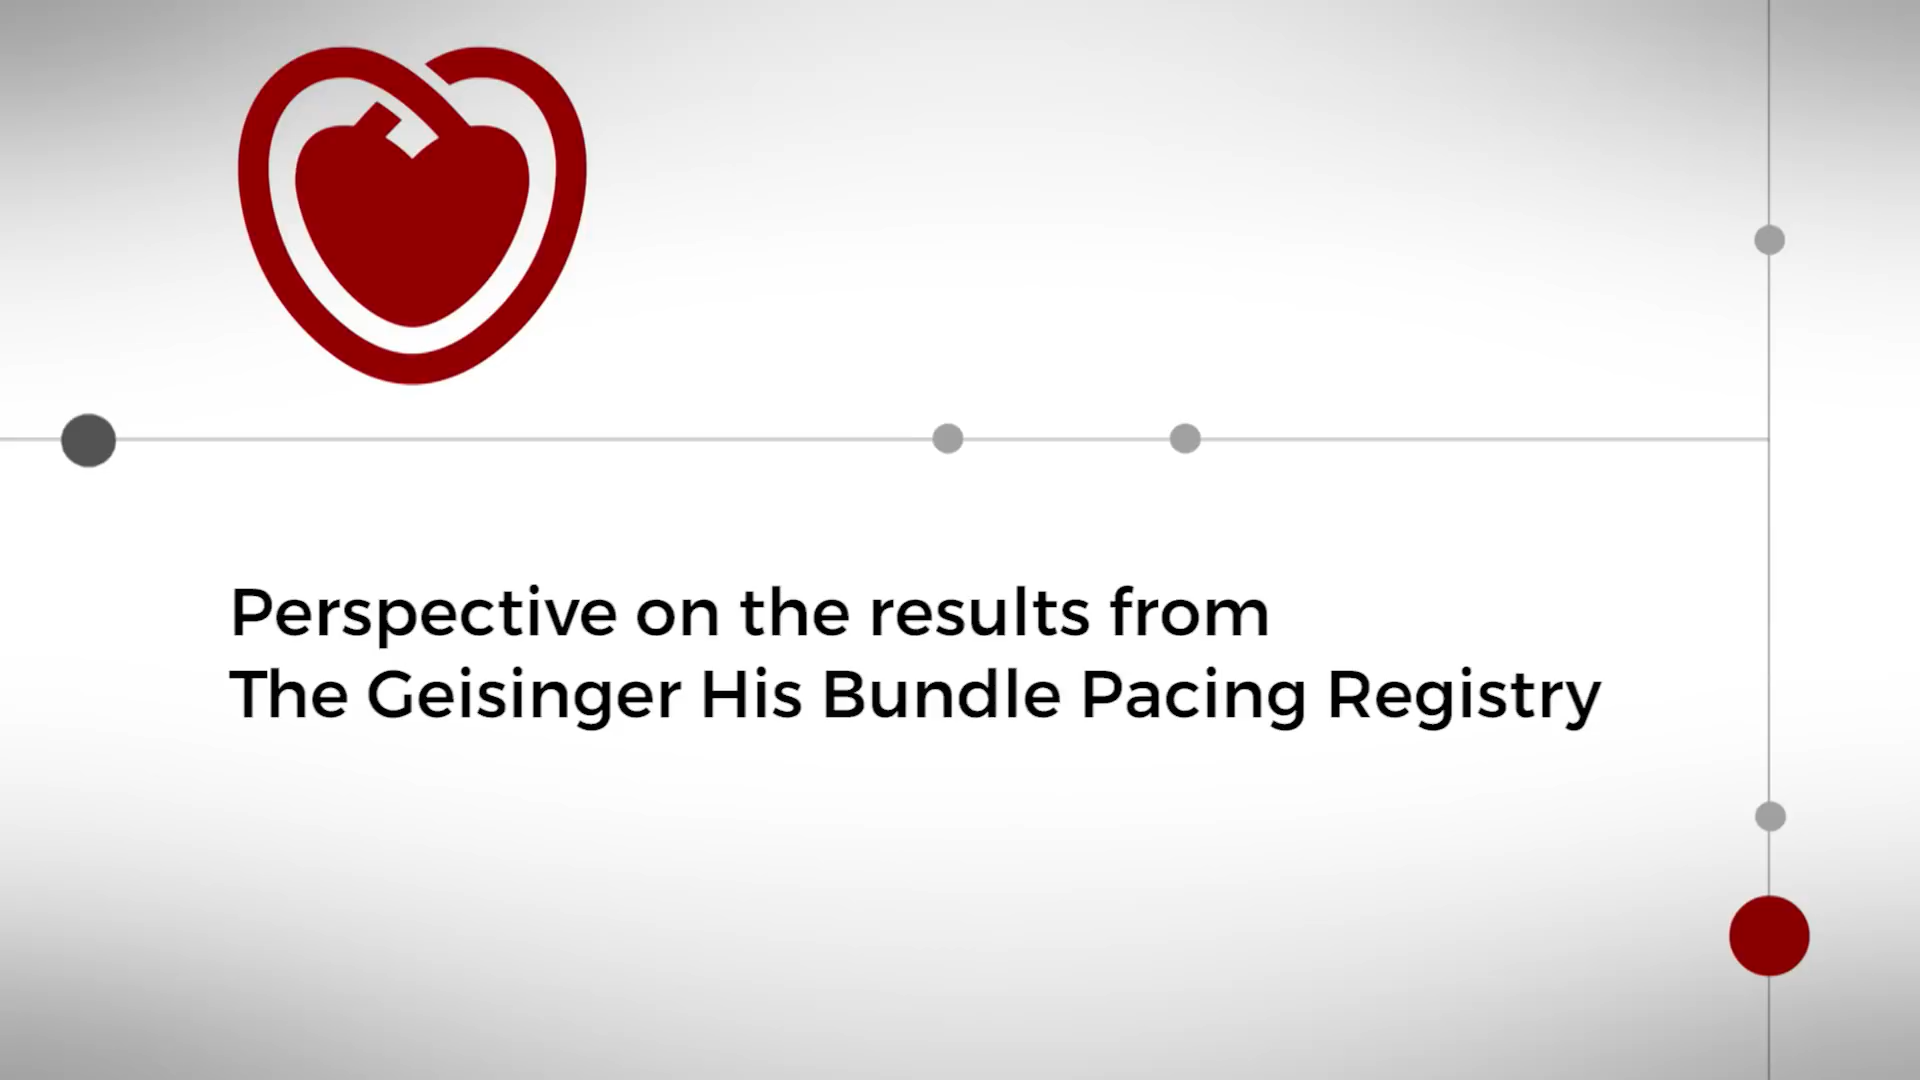 Perspective on the results from
The Geisinger His Bundle Pacing Registry